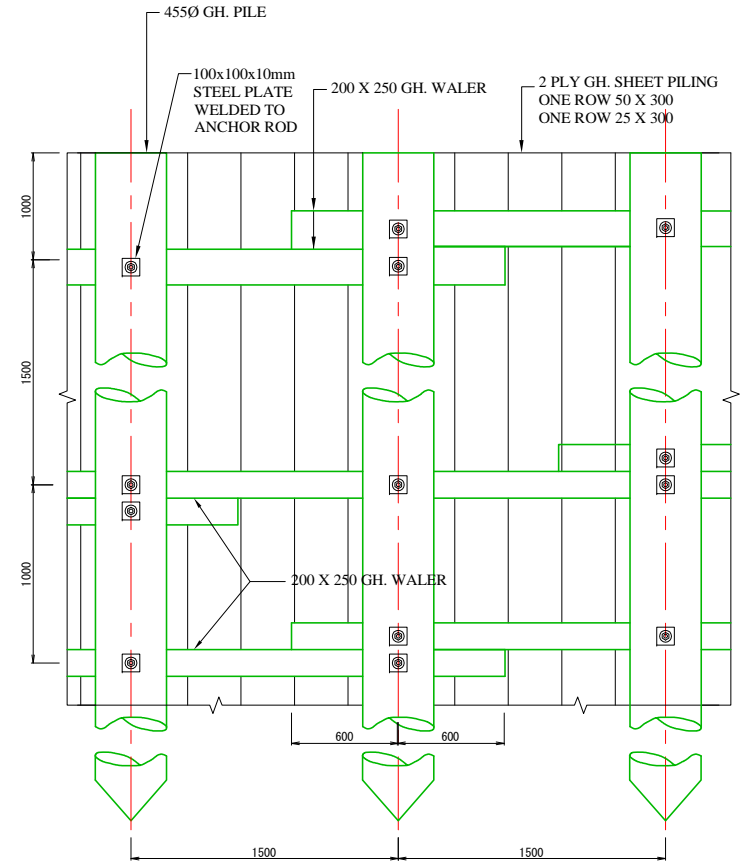 455Ø GH. PILE
100x100x10mm
STEEL PLATE
WELDED TO
ANCHOR ROD
200 X 250 GH. WALER
2 PLY GH. SHEET PILING
ONE ROW 50 X 300
ONE ROW 25 X 300
1000
1500
1000
200 X 250 GH. WALER
600
600
1500
1500